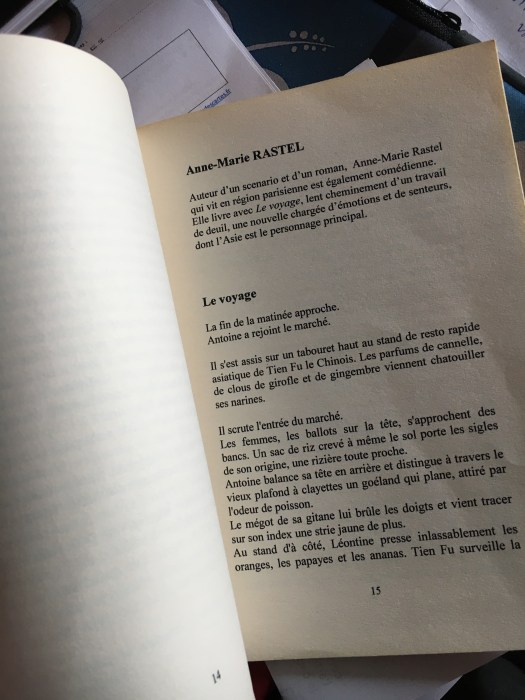 Anne-Marie RASTEL
Auteur d'un scenario et d'un roman, Anne-Marie Rastel
qui vit en région parisienne est également comédienne.
Elle livre avec Le voyage, lent cheminement d'un travail
de deuil, une nouvelle chargée d'émotions et de senteurs,
dont l'Asie est le personnage principal.
Le voyage
La fin de la matinée approche.
Antoine a rejoint le marché.
Il s'est assis sur un tabouret haut au stand de resto rapide
asiatique de Tien Fu le Chinois. Les parfums de cannelle,
de clous de girofle et de gingembre viennent chatouiller
ses narines.
Il scrute l'entrée du marché.
Les femmes, les ballots sur la tête, s'approchent des
bancs. Un sac de riz crevé à même le sol porte les sigles
de son origine, une rizière toute proche.
Antoine balance sa tête en arrière et distingue à travers le
vieux plafond à clayettes un goéland qui plane, attiré par
l'odeur de poisson.
Le mégot de sa gitane lui brûle les doigts et vient tracer
sur son index une strie jaune de plus.
Au stand d'à côté, Léontine presse inlassablement les
oranges, les papayes et les ananas. Tien Fu surveille la
15
14